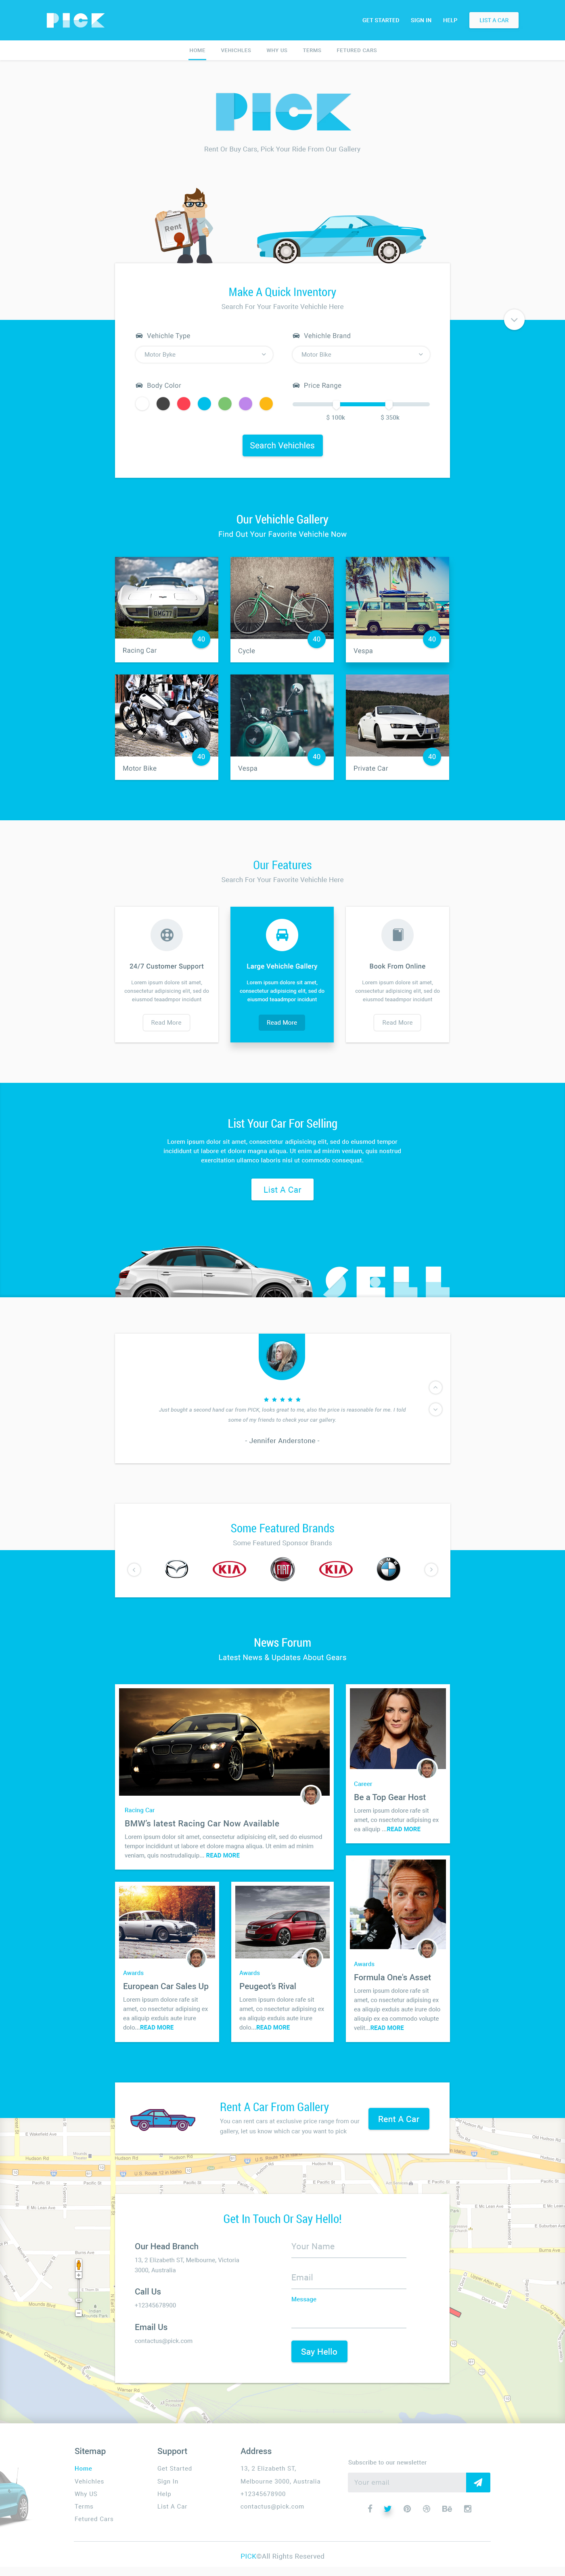 PICK
GET STARTED
SIGN IN
HELP
LIST A CAR
HOME
VEHICHLES
WHY US
TERMS
FETURED CARS
PICK
Rent Or Buy Cars, Pick Your Ride From Our Gallery
Rent
Make A Quick Inventory
Search For Your Favorite Vehichle Here
Vehichle Type
Vehichle Brand
Motor Byke
Motor Bike
Body Color
Price Range
$ 100k
$ 350k
Search Vehichles
Our Vehichle Gallery
Find Out Your Favorite Vehichle Now
40
40
40
Racing Car
Cycle
Vespa
40
40
40
Motor Bike
Vespa
Private Car
Our Features
Search For Your Favorite Vehichle Here
24/7 Customer Support
Lorem ipsum dolore sit amet,
consectetur adipisicing elit, sed do
eiusmod teaadmpor incidunt
Read More
Large Vehichle Gallery
Lorem ipsum dolore sit amet,
consectetur adipisicing elit, sed do
eiusmod teaadmpor incidunt
Read More
Book From Online
Lorem ipsum dolore sit amet,
consectetur adipisicing elit, sed do
eiusmod teaadmpor incidunt
Read More
List Your Car For Selling
Lorem ipsum dolor sit amet, consectetur adipisicing elit, sed do eiusmod tempor
incididunt ut labore et dolore magna aliqua. Ut enim ad minim veniam, quis nostrud
exercitation ullamco laboris nisi ut commodo consequat.
List A Car
SELL
Just bought a second hand car from PICK, looks great to me, also the price is reasonable for me. I told
some of my friends to check your car gallery.
- Jennifer Anderstone -
Some Featured Brands
Some Featured Sponsor Brands
KIA
FIAT
KIA
BMW
News Forum
Latest News & Updates About Gears
Racing Car
BMW's latest Racing Car Now Available
Lorem ipsum dolor sit amet, consectetur adipisicing elit, sed do eiusmod
tempor incididunt ut labore et dolore magna aliqua. Ut enim ad minim
veniam, quis nostrudaliquip... READ MORE
Career
Be a Top Gear Host
Lorem ipsum dolore rafe sit
amet, co nsectetur adipising ex
ea aliquip ...READ MORE
Awards
European Car Sales Up
Lorem ipsum dolore rafe sit
amet, co nsectetur adipising ex
ea aliquip exduis aute irure
dolo...READ MORE
Awards
Peugeot's Rival
Lorem ipsum dolore rafe sit
amet, co nsectetur adipising ex
ea aliquip exduis aute irure
dolo...READ MORE
Awards
Formula One's Asset
Lorem ipsum dolore rafe sit
amet, co nsectetur adipising ex
ea aliquip exduis aute irure dolo
aliquip ex ea commodo volupte
velit...READ MORE
Rent A Car From Gallery
You can rent cars at exclusive price range from our
gallery, let us know which car you want to pick
Rent A Car
Get In Touch Or Say Hello!
Our Head Branch
13, 2 Elizabeth ST, Melbourne, Victoria
3000, Australia
Call Us
+12345678900
Email Us
contactus@pick.com
Your Name
Email
Message
Say Hello
Sitemap
Home
Vehichles
Why US
Terms
Fetured Cars
Support
Get Started
Sign In
Help
List A Car
Address
13, 2 Elizabeth ST,
Melbourne 3000, Australia
+12345678900
contactus@pick.com
Subscribe to our newsletter
Your email
PICK©All Rights Reserved